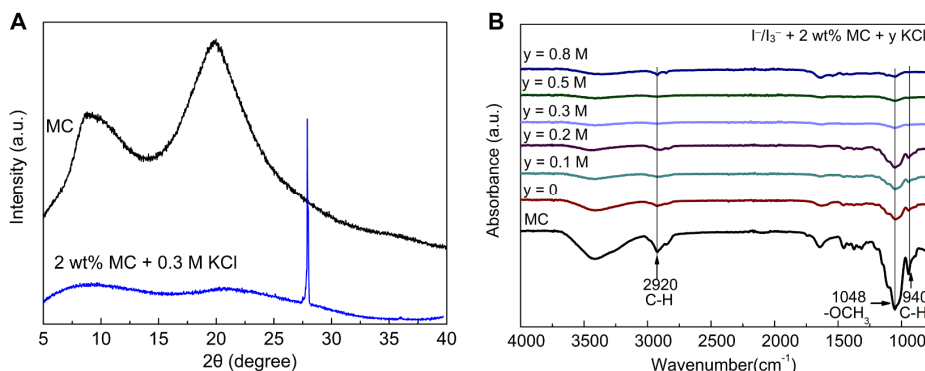 A
Intensity (a.u.)
MC
2 wt% MC + 0.3 M KCl
5 10 15 20 25 30 35 40
2θ (degree)
B
Absorbance (a.u.)
I⁻/I₃⁻ + 2 wt% MC + y KCl
y = 0.8 M
y = 0.5 M
y = 0.3 M
y = 0.2 M
y = 0.1 M
y = 0
MC
2920
C-H
1048
-OCH₃
940
C-H
4000 3500 3000 2500 2000 1500 1000
Wavenumber(cm⁻¹)